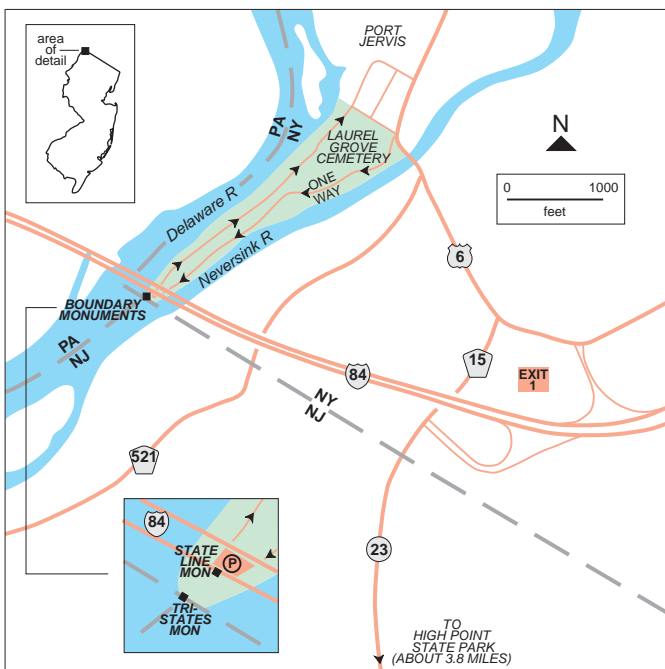 area
of
detail
PORT
JERVIS
PA
NY
LAUREL
GROVE
CEMETERY
N
ONE
WAY
0 1000
feet
Delaware R
Neversink R
6
BOUNDARY
MONUMENTS
PA
NJ
15
84
EXIT
1
NY
NJ
521
84
STATE
LINE
MON
P
TRI-
STATES
MON
23
TO
HIGH POINT
STATE PARK
(ABOUT 3.8 MILES)